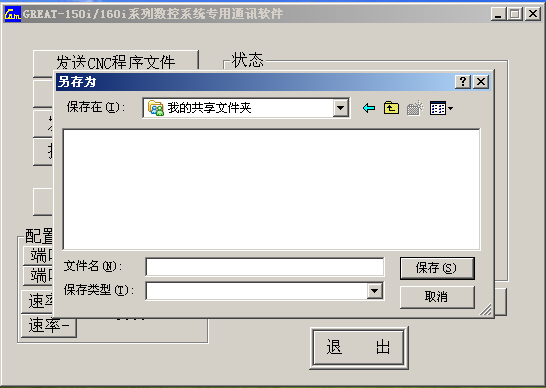 GREAT-150i/160i系列数控系统专用通讯软件
发送CNC程序文件
状态
另存为
保存在(I):
我的共享文件夹
文件名(N):
保存(S)
保存类型(T):
取消
配置
端口
端口
速率
速率-
退 出